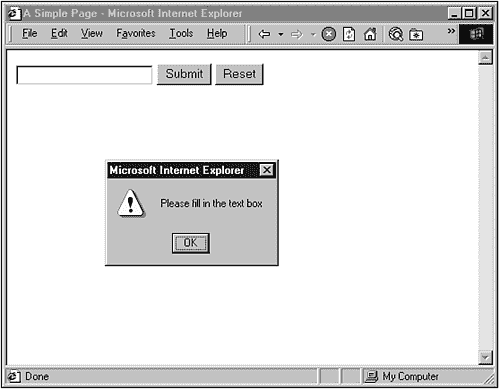 A Simple Page - Microsoft Internet Explorer
File Edit View Favorites Tools Help »
Submit Reset
Microsoft Internet Explorer
Please fill in the text box
OK
Done My Computer